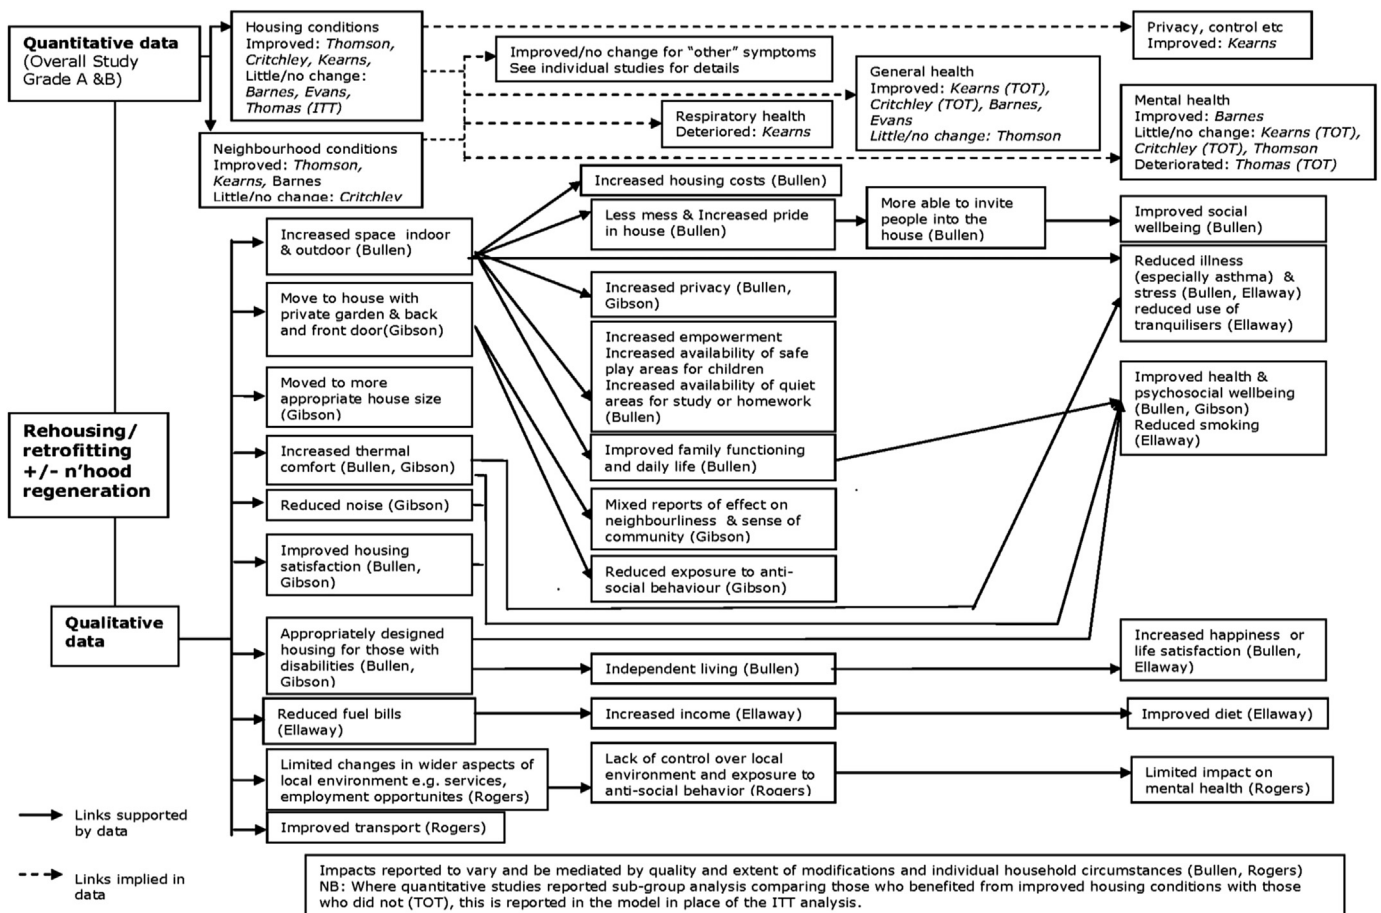 Quantitative data
(Overall Study
Grade A &B)
Housing conditions
Improved: Thomson,
Critchley, Kearns,
Little/no change:
Barnes, Evans,
Thomas (ITT)
Neighbourhood conditions
Improved: Thomson,
Kearns, Barnes
Little/no change: Critchley
Improved/no change for “other” symptoms
See individual studies for details
Respiratory health
Deteriored: Kearns
General health
Improved: Kearns (TOT),
Critchley (TOT), Barnes,
Evans
Little/no change: Thomson
Privacy, control etc
Improved: Kearns
Mental health
Improved: Barnes
Little/no change: Kearns (TOT),
Critchley (TOT), Thomson
Deteriorated: Thomas (TOT)
Rehousing/
retrofitting
+/- n’hood
regeneration
Qualitative
data
Increased space indoor
& outdoor (Bullen)
Move to house with
private garden & back
and front door(Gibson)
Moved to more
appropriate house size
(Gibson)
Increased thermal
comfort (Bullen, Gibson)
Reduced noise (Gibson)
Improved housing
satisfaction (Bullen,
Gibson)
Appropriately designed
housing for those with
disabilities (Bullen,
Gibson)
Reduced fuel bills
(Ellaway)
Limited changes in wider aspects of
local environment e.g. services,
employment opportunites (Rogers)
Improved transport (Rogers)
Increased housing costs (Bullen)
Less mess & Increased pride
in house (Bullen)
Increased privacy (Bullen,
Gibson)
Increased empowerment
Increased availability of safe
play areas for children
Increased availability of quiet
areas for study or homework
(Bullen)
Improved family functioning
and daily life (Bullen)
Mixed reports of effect on
neighbourliness & sense of
community (Gibson)
Reduced exposure to anti-
social behaviour (Gibson)
Independent living (Bullen)
Increased income (Ellaway)
Lack of control over local
environment and exposure to
anti-social behavior (Rogers)
More able to invite
people into the
house (Bullen)
Improved social
wellbeing (Bullen)
Reduced illness
(especially asthma) &
stress (Bullen, Ellaway)
reduced use of
tranquilisers (Ellaway)
Improved health &
psychosocial wellbeing
(Bullen, Gibson)
Reduced smoking
(Ellaway)
Increased happiness or
life satisfaction (Bullen,
Ellaway)
Improved diet (Ellaway)
Limited impact on
mental health (Rogers)
Links supported
by data
Links implied in
data
Impacts reported to vary and be mediated by quality and extent of modifications and individual household circumstances (Bullen, Rogers)
NB: Where quantitative studies reported sub-group analysis comparing those who benefited from improved housing conditions with those
who did not (TOT), this is reported in the model in place of the ITT analysis.